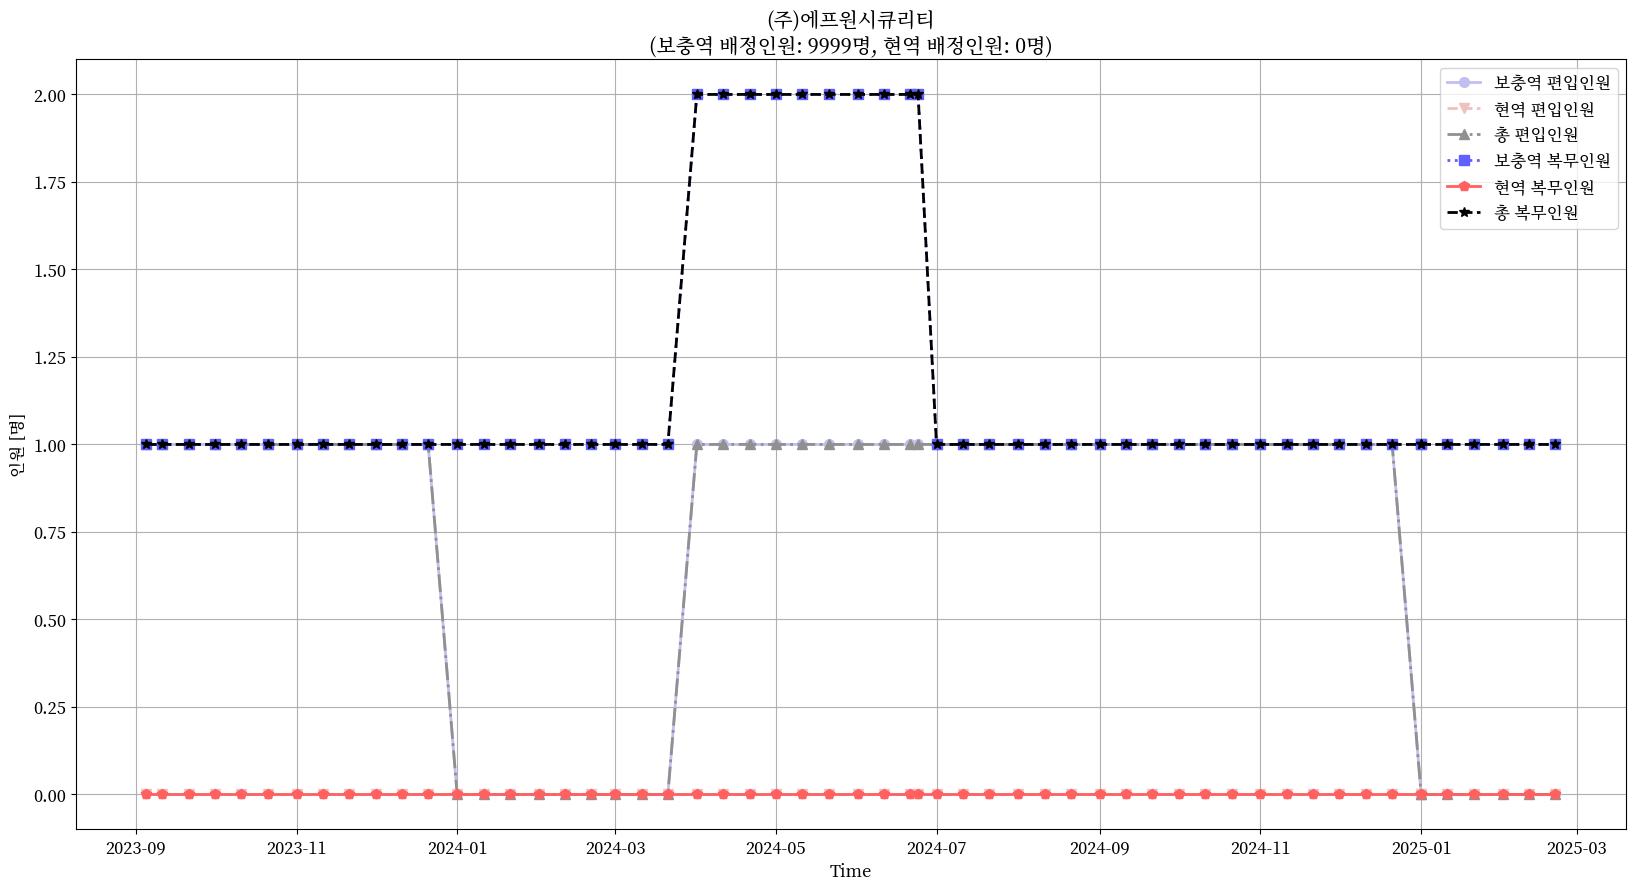 (주)에프원시큐리티
(보충역 배정인원: 9999명, 현역 배정인원: 0명)
보충역 편입인원
현역 편입인원
총 편입인원
보충역 복무인원
현역 복무인원
총 복무인원
인원 [명]
2.00
1.75
1.50
1.25
1.00
0.75
0.50
0.25
0.00
2023-09 2023-11 2024-01 2024-03 2024-05 2024-07 2024-09 2024-11 2025-01 2025-03
Time